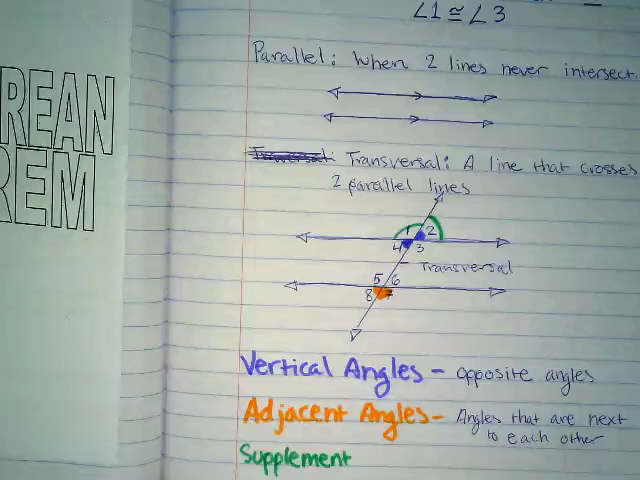 REAN
REM
∠1 ≅ ∠3
Parallel: When 2 lines never intersect.
Transversal: A line that crosses
2 parallel lines
1 2
4 3
Transversal
5 6
8 7
Vertical Angles - opposite angles
Adjacent Angles - Angles that are next
to each other
Supplement